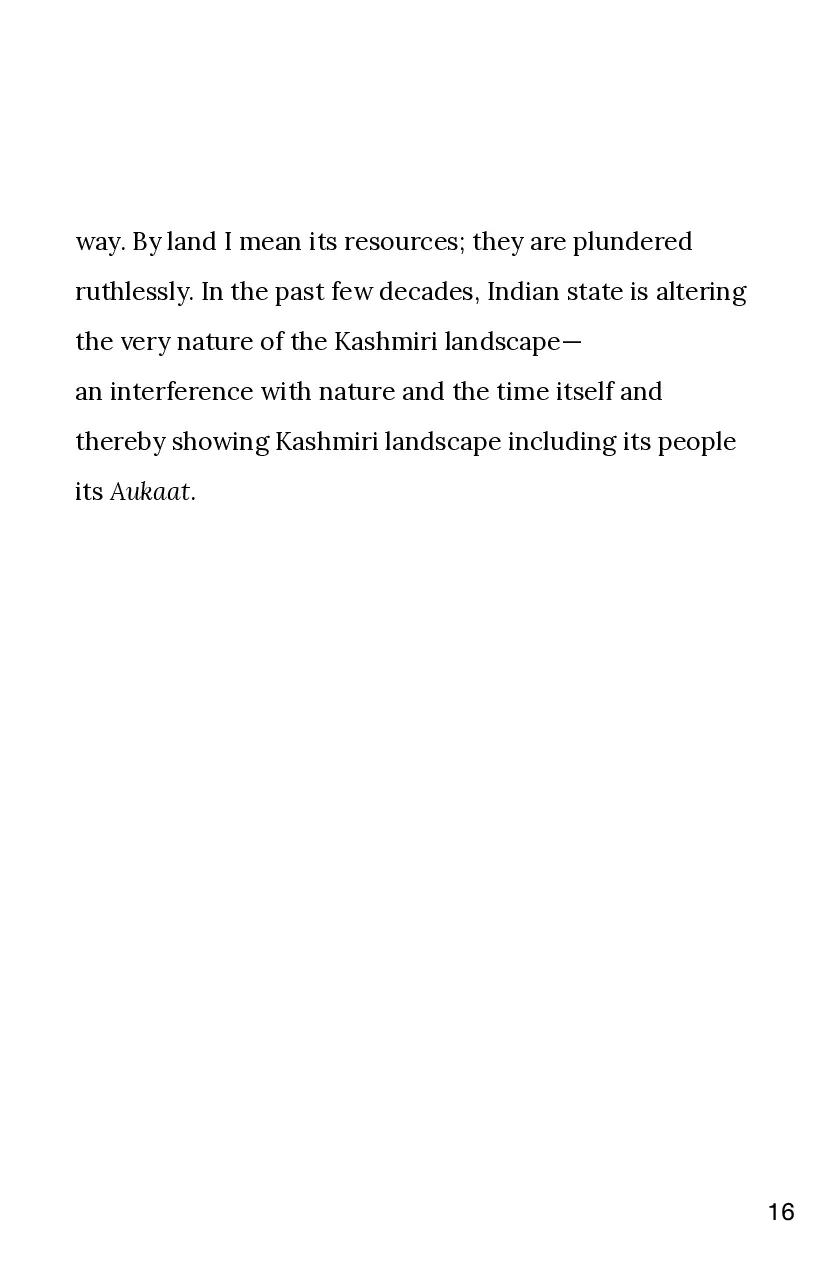 way. By land I mean its resources; they are plundered
ruthlessly. In the past few decades, Indian state is altering
the very nature of the Kashmiri landscape—
an interference with nature and the time itself and
thereby showing Kashmiri landscape including its people
its Aukaat.
16